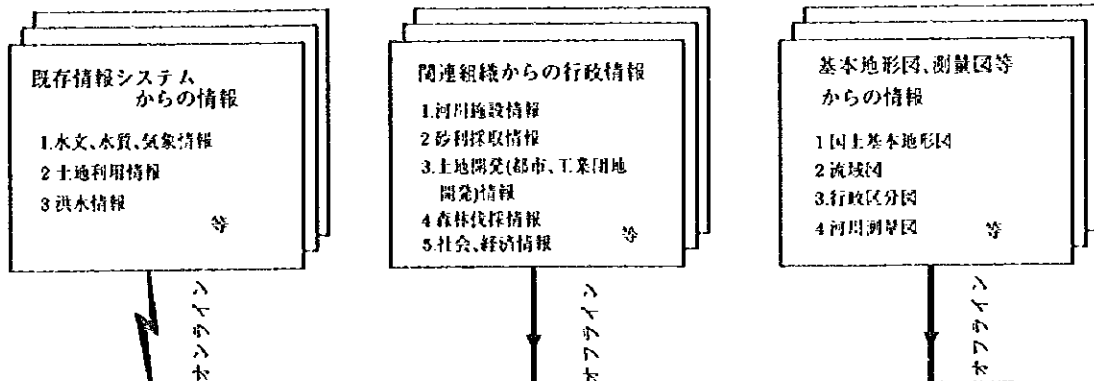 既存情報システム
からの情報
1.水文、水質、気象情報
2 土地利用情報
3 洪水情報
等
オンライン
関連組織からの行政情報
1.河川施設情報
2 砂利採取情報
3.土地開発(都市、工業団地
開発)情報
4 森林伐採情報
5.社会、経済情報
等
オフライン
基本地形図、測量図等
からの情報
1 国土基本地形図
2 流域図
3.行政区分図
4 河川測量図
等
オフライン